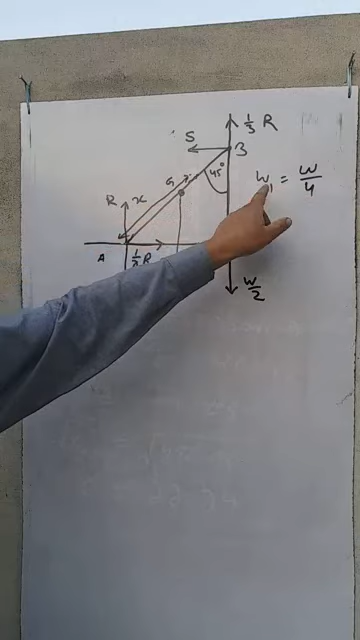 1/3 R
S
B
45°
G
R x
W₁ = W/4
A 1/2 R
W/2